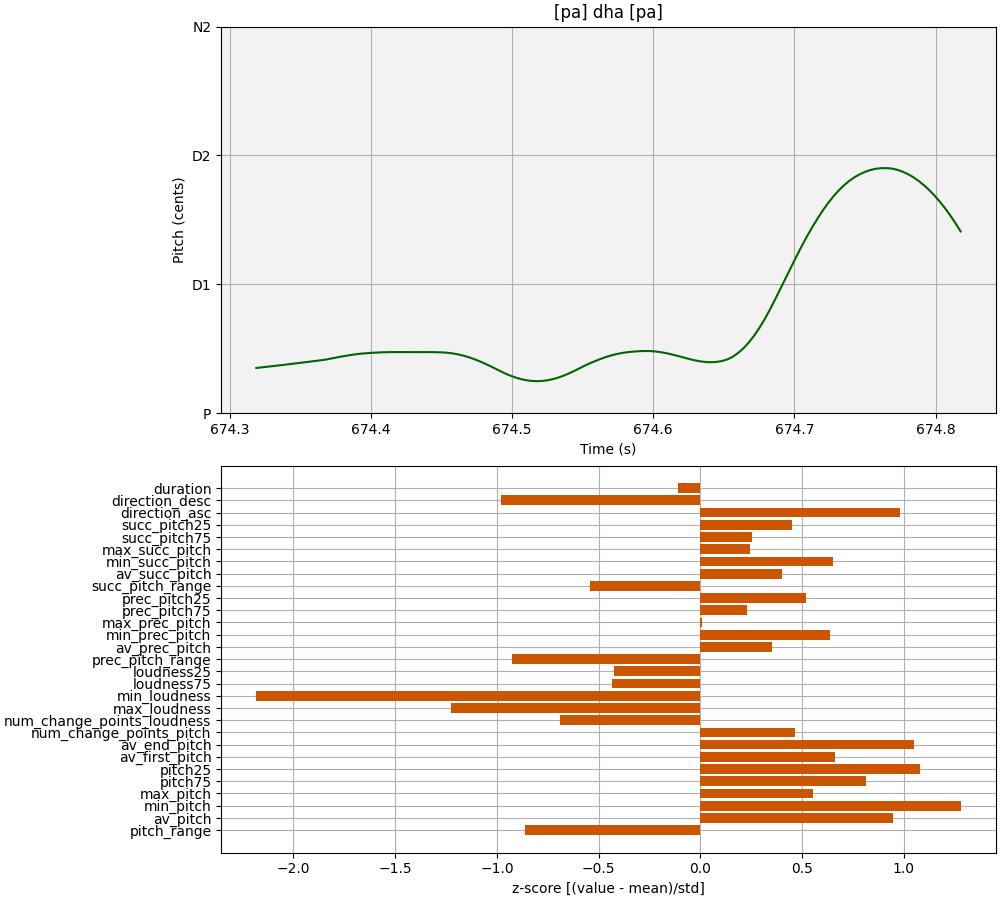 [pa] dha [pa]
N2
D2
D1
P
Pitch (cents)
674.3 674.4 674.5 674.6 674.7 674.8
Time (s)
duration
direction_desc
direction_asc
succ_pitch25
succ_pitch75
max_succ_pitch
min_succ_pitch
av_succ_pitch
succ_pitch_range
prec_pitch25
prec_pitch75
max_prec_pitch
min_prec_pitch
av_prec_pitch
prec_pitch_range
loudness25
loudness75
min_loudness
max_loudness
num_change_points_loudness
num_change_points_pitch
av_end_pitch
av_first_pitch
pitch25
pitch75
max_pitch
min_pitch
av_pitch
pitch_range
−2.0 −1.5 −1.0 −0.5 0.0 0.5 1.0
z-score [(value - mean)/std]